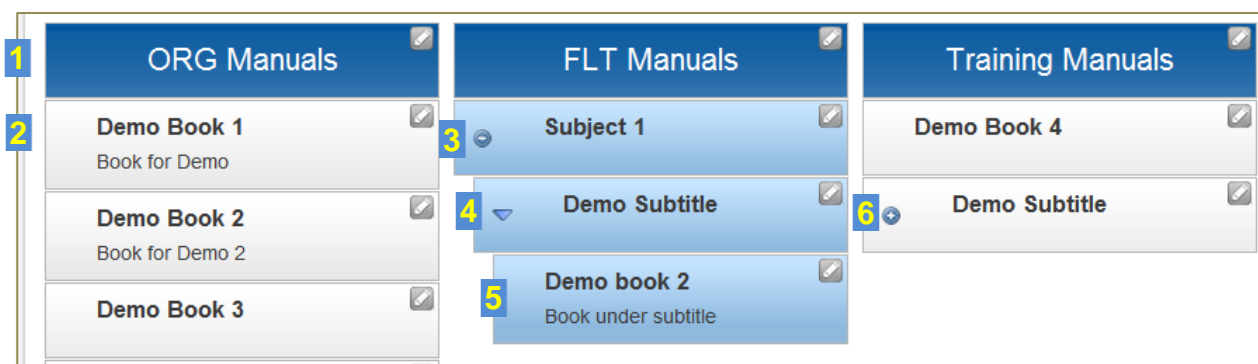 1 ORG Manuals
FLT Manuals
Training Manuals
2 Demo Book 1
Book for Demo
Demo Book 2
Book for Demo 2
Demo Book 3
3 Subject 1
4 Demo Subtitle
5 Demo book 2
Book under subtitle
Demo Book 4
6 Demo Subtitle